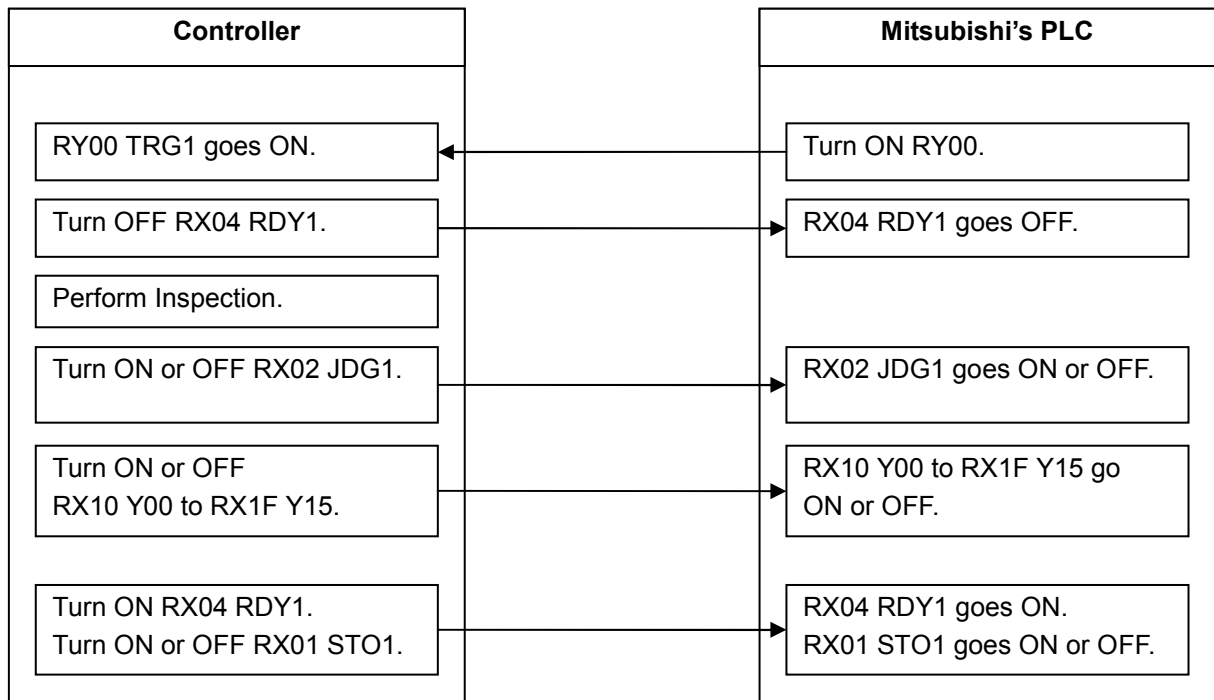 Controller
Mitsubishi’s PLC
RY00 TRG1 goes ON.
Turn ON RY00.
Turn OFF RX04 RDY1.
RX04 RDY1 goes OFF.
Perform Inspection.
Turn ON or OFF RX02 JDG1.
RX02 JDG1 goes ON or OFF.
Turn ON or OFF
RX10 Y00 to RX1F Y15.
RX10 Y00 to RX1F Y15 go
ON or OFF.
Turn ON RX04 RDY1.
Turn ON or OFF RX01 STO1.
RX04 RDY1 goes ON.
RX01 STO1 goes ON or OFF.